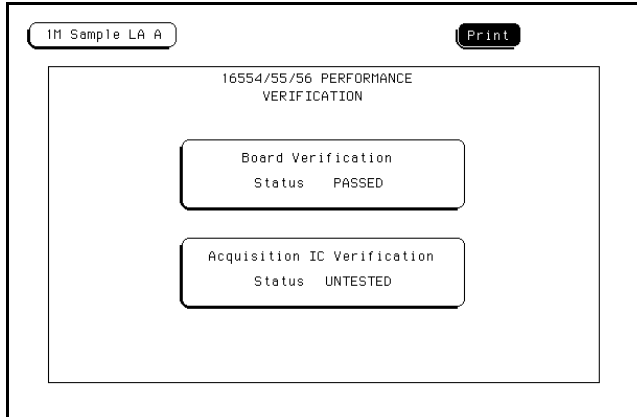 1M Sample LA A
Print
16554/55/56 PERFORMANCE
VERIFICATION
Board Verification
Status PASSED
Acquisition IC Verification
Status UNTESTED